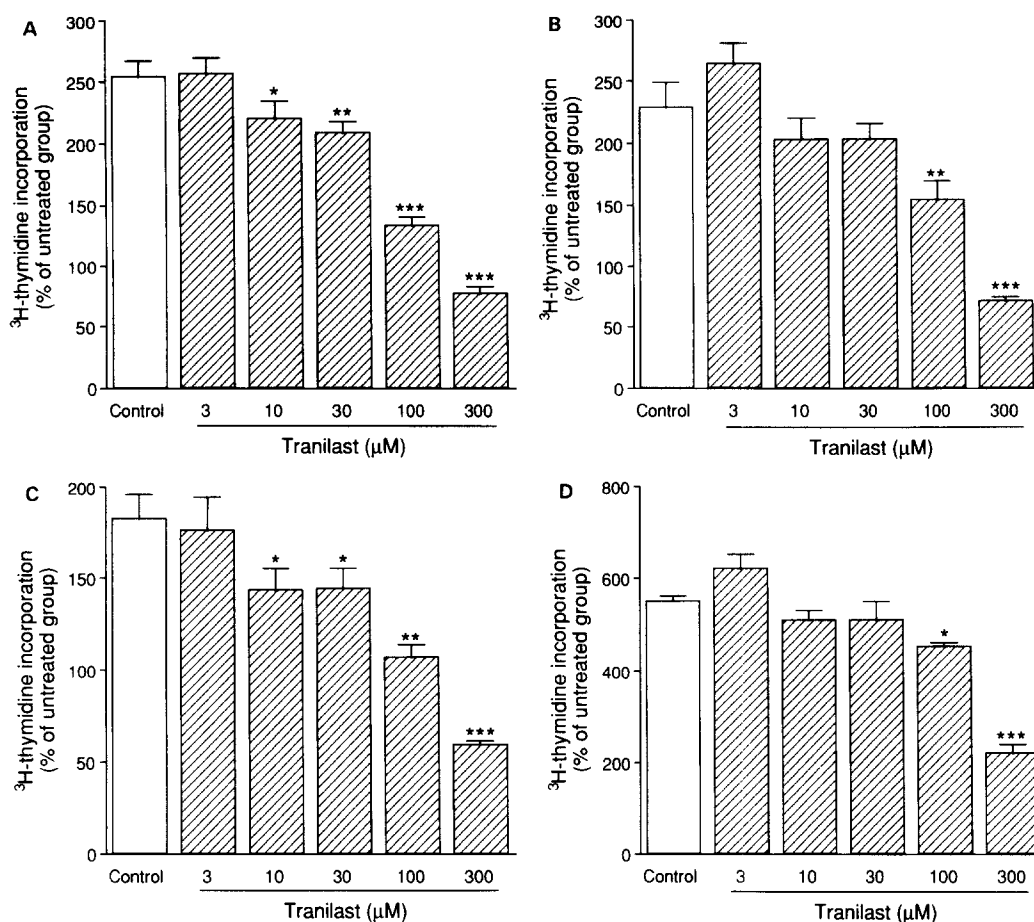 A
300
250
200
150
100
50
0
³H-thymidine incorporation
(% of untreated group)
*
**
***
***
Control 3 10 30 100 300
Tranilast (μM)
B
300
250
200
150
100
50
0
³H-thymidine incorporation
(% of untreated group)
**
***
Control 3 10 30 100 300
Tranilast (μM)
C
200
150
100
50
0
³H-thymidine incorporation
(% of untreated group)
*
*
**
***
Control 3 10 30 100 300
Tranilast (μM)
D
800
600
400
200
0
³H-thymidine incorporation
(% of untreated group)
*
***
Control 3 10 30 100 300
Tranilast (μM)